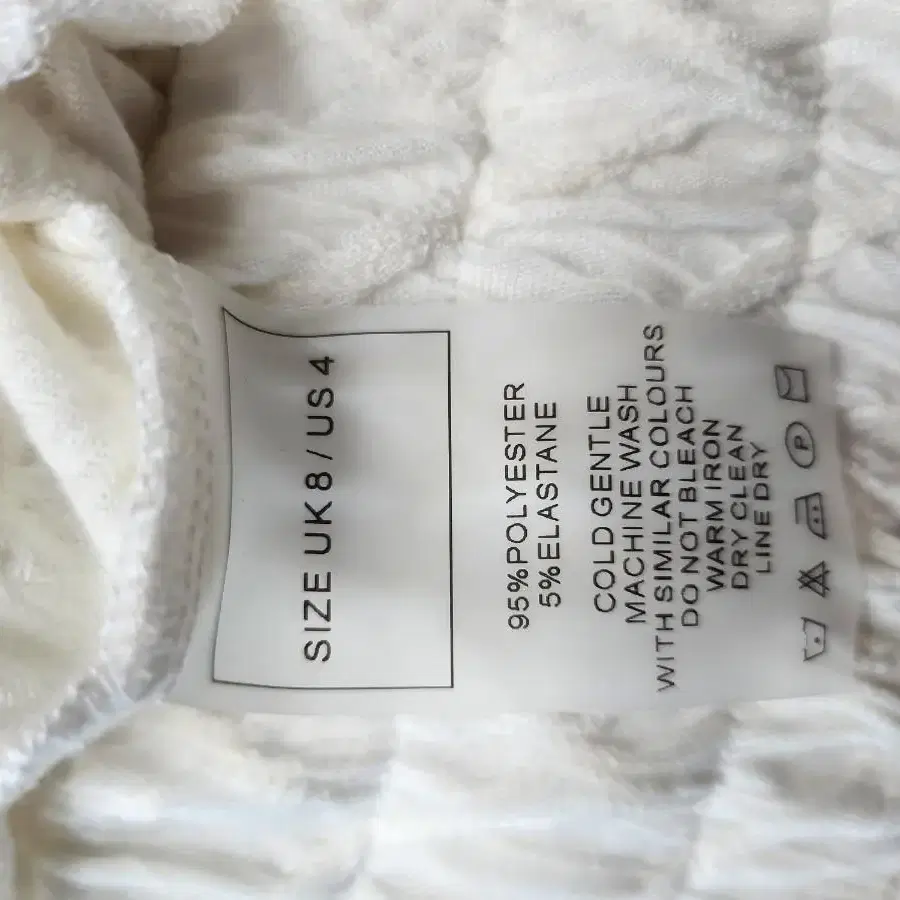 SIZE UK 8 / US 4
95%POLYESTER
5%ELASTANE
COLD GENTLE
MACHINE WASH
WITH SIMILAR COLOURS
DO NOT BLEACH
WARM IRON
DRY CLEAN
LINE DRY
P